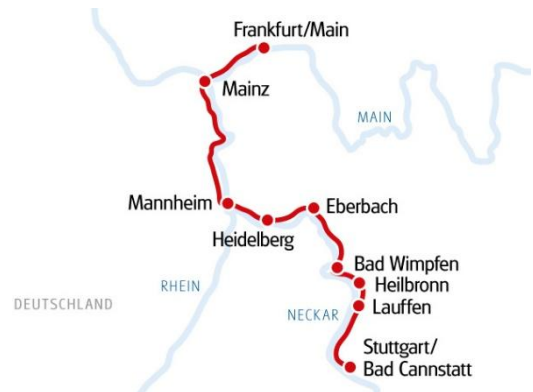 Frankfurt/Main
Mainz
MAIN
Mannheim
Eberbach
Heidelberg
Bad Wimpfen
Heilbronn
RHEIN
DEUTSCHLAND
Lauffen
NECKAR
Stuttgart/
Bad Cannstatt